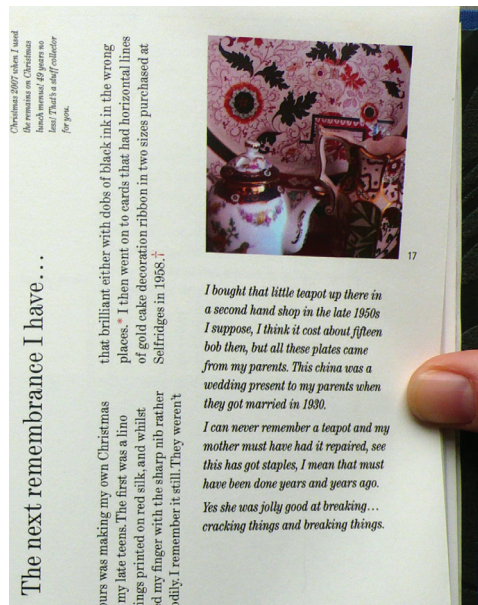 The next remembrance I have…
ours was making my own Christmas
my late teens. The first was a lino
ings printed on red silk, and whilst
ed my finger with the sharp nib rather
odily. I remember it still. They weren't
that brilliant either with dobs of black ink in the wrong
places.* I then went on to cards that had horizontal lines
of gold cake decoration ribbon in two sizes purchased at
Selfridges in 1958.†
Christmas 2007 when I used
the remains on Christmas
lunch menus! 49 years no
less! That's a stuff collector
for you.
17
I bought that little teapot up there in
a second hand shop in the late 1950s
I suppose, I think it cost about fifteen
bob then, but all these plates came
from my parents. This china was a
wedding present to my parents when
they got married in 1930.
I can never remember a teapot and my
mother must have had it repaired, see
this has got staples, I mean that must
have been done years and years ago.
Yes she was jolly good at breaking…
cracking things and breaking things.